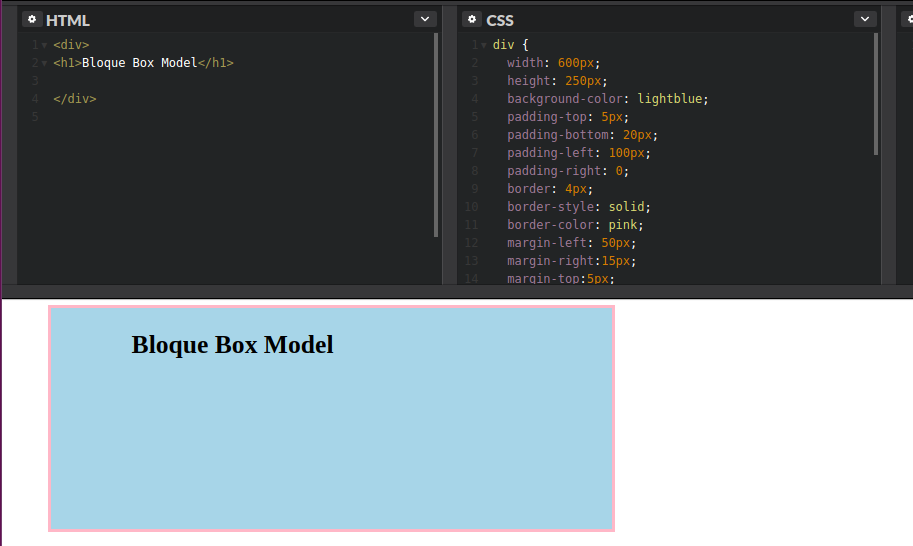 HTML
1 <div>
2 <h1>Bloque Box Model</h1>
3
4 </div>
5
CSS
1 div {
2 width: 600px;
3 height: 250px;
4 background-color: lightblue;
5 padding-top: 5px;
6 padding-bottom: 20px;
7 padding-left: 100px;
8 padding-right: 0;
9 border: 4px;
10 border-style: solid;
11 border-color: pink;
12 margin-left: 50px;
13 margin-right:15px;
14 margin-top:5px;
Bloque Box Model